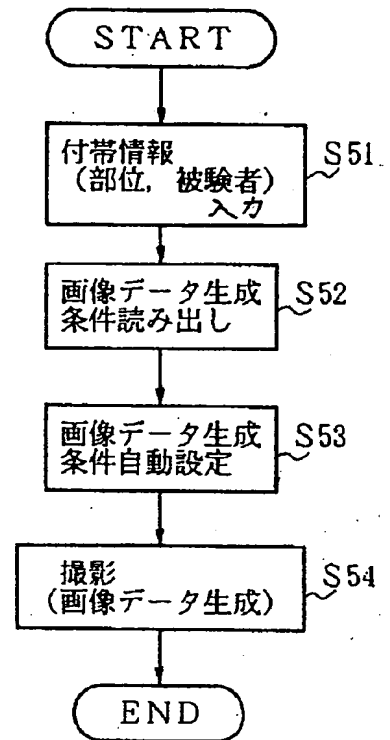 START
付帯情報
(部位, 被験者)
入力
S51
画像データ生成
条件読み出し
S52
画像データ生成
条件自動設定
S53
撮影
(画像データ生成)
S54
END